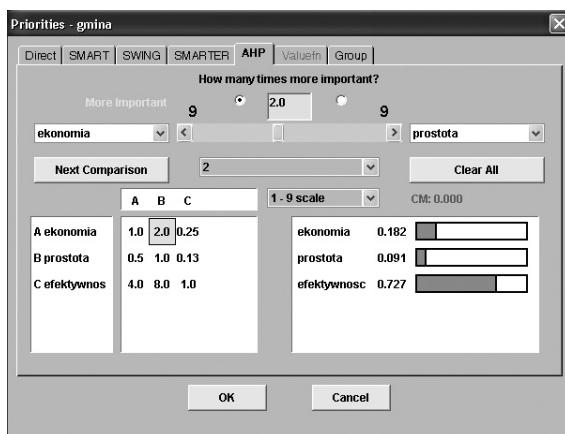 Priorities - gmina
Direct SMART SWING SMARTER AHP Valuefn Group
How many times more important?
More Important 9 2.0 9
ekonomia prostota
Next Comparison 2 Clear All
A B C 1 - 9 scale CM: 0.000
A ekonomia 1.0 2.0 0.25 ekonomia 0.182
B prostota 0.5 1.0 0.13 prostota 0.091
C efektywnos 4.0 8.0 1.0 efektywnosc 0.727
OK Cancel